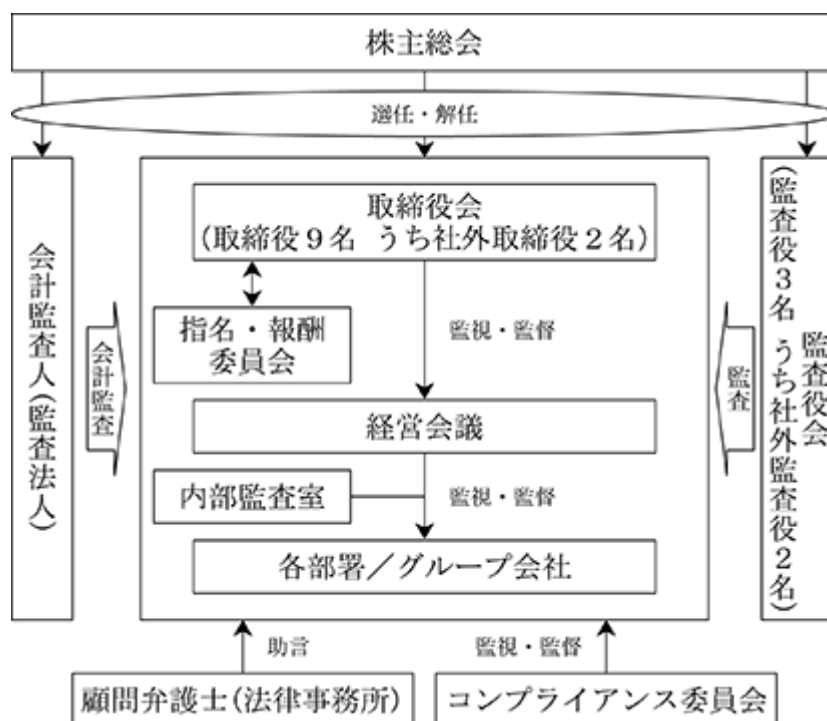 株主総会
選任・解任
会計監査人(監査法人)
会計監査
取締役会
(取締役9名 うち社外取締役2名)
指名・報酬
委員会
監視・監督
経営会議
内部監査室
監視・監督
各部署/グループ会社
監査
監査役会
(監査役3名 うち社外監査役2名)
助言
監視・監督
顧問弁護士(法律事務所)
コンプライアンス委員会